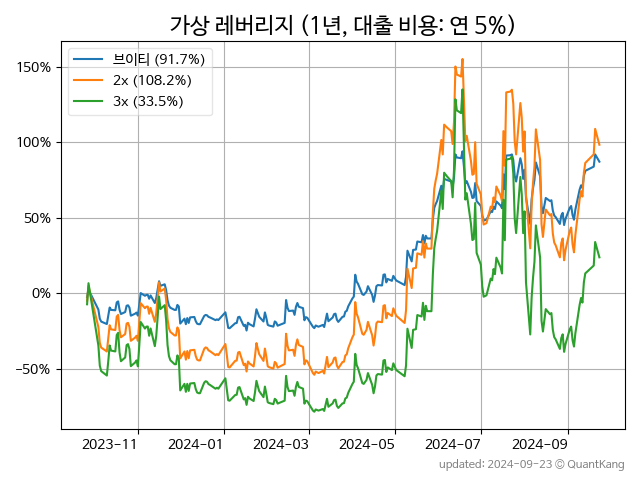 가상 레버리지 (1년, 대출 비용: 연 5%)
브이티 (91.7%)
2x (108.2%)
3x (33.5%)
150%
100%
50%
0%
−50%
2023-11 2024-01 2024-03 2024-05 2024-07 2024-09
updated: 2024-09-23 © QuantKang